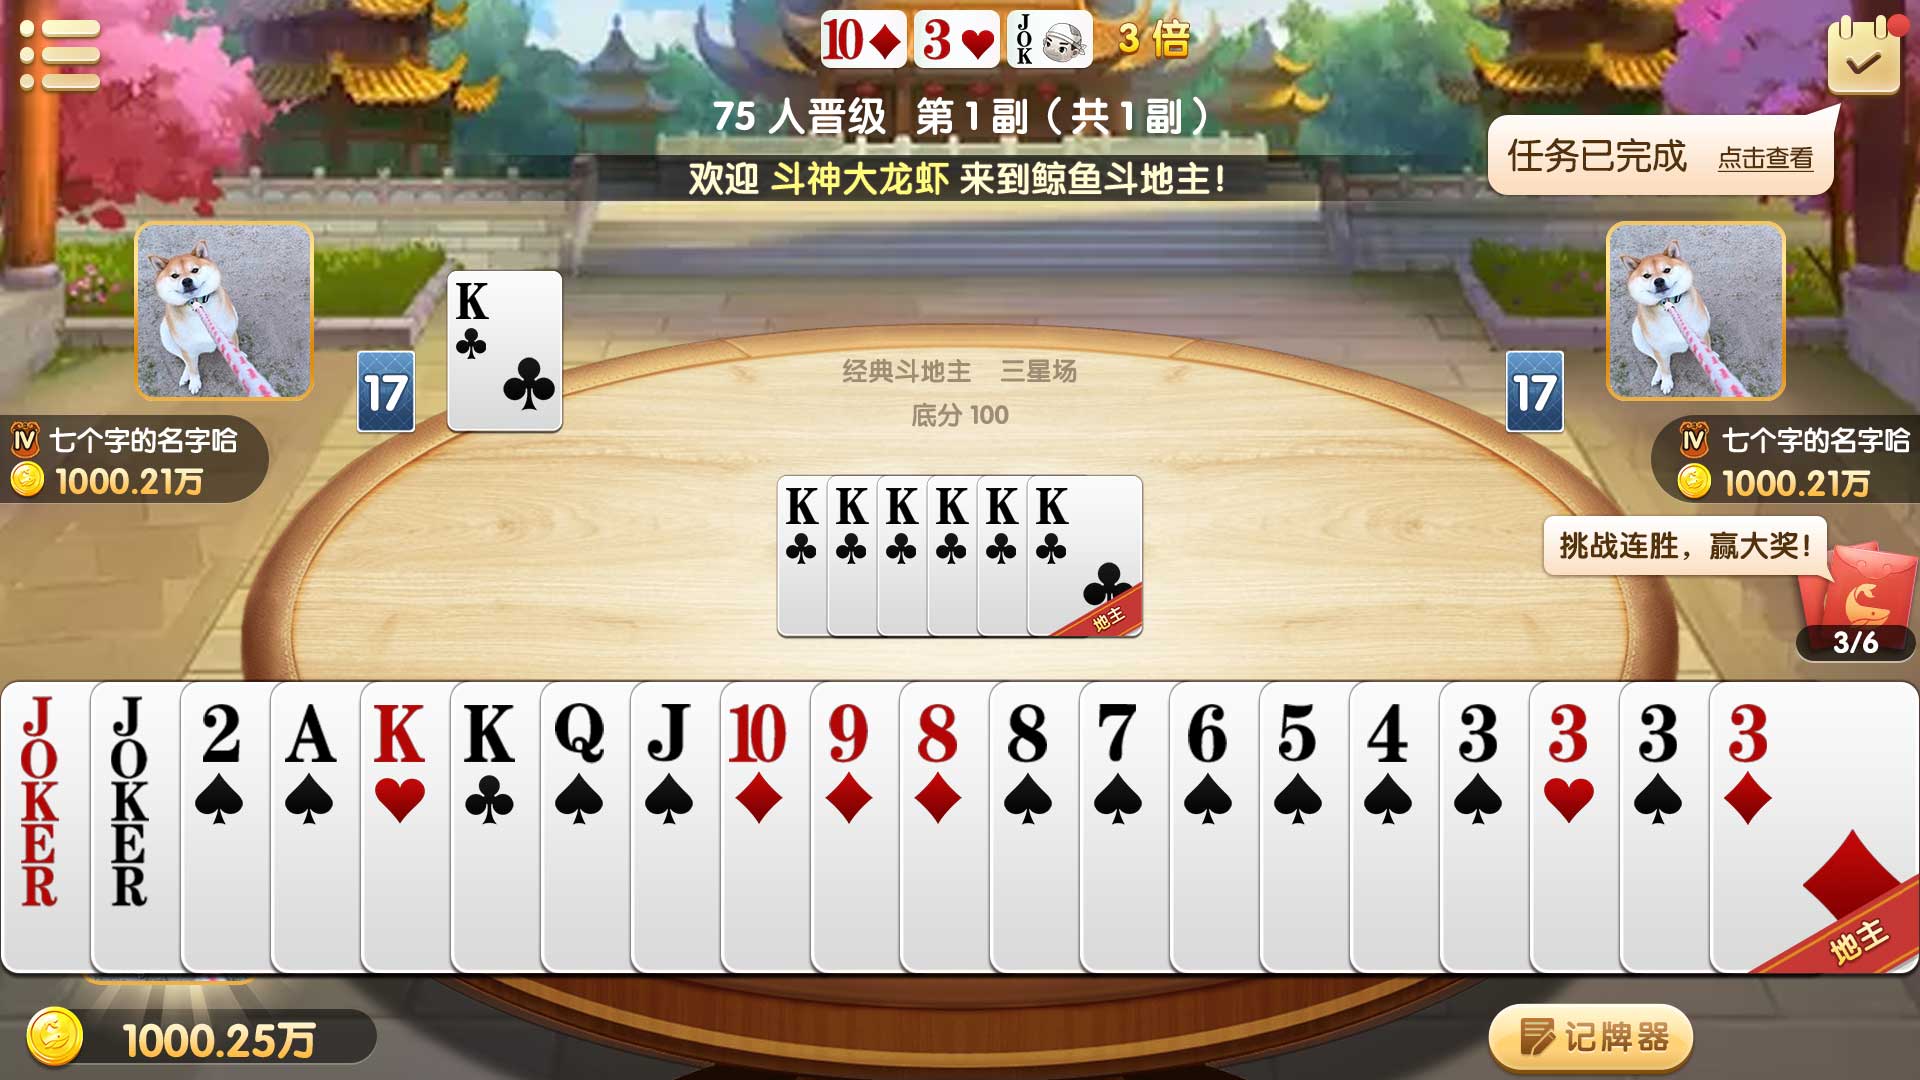 10 3 JOK 3 倍
75 人晋级 第1副(共1副)
欢迎 斗神大龙虾 来到鲸鱼斗地主!
任务已完成 点击查看
K
17
17
经典斗地主 三星场
底分 100
IV 七个字的名字哈
1000.21万
IV 七个字的名字哈
1000.21万
K K K K K K
地主
挑战连胜，赢大奖!
3/6
JOKER JOKER 2 A K K Q J 10 9 8 8 7 6 5 4 3 3 3 3
地主
1000.25万
记牌器